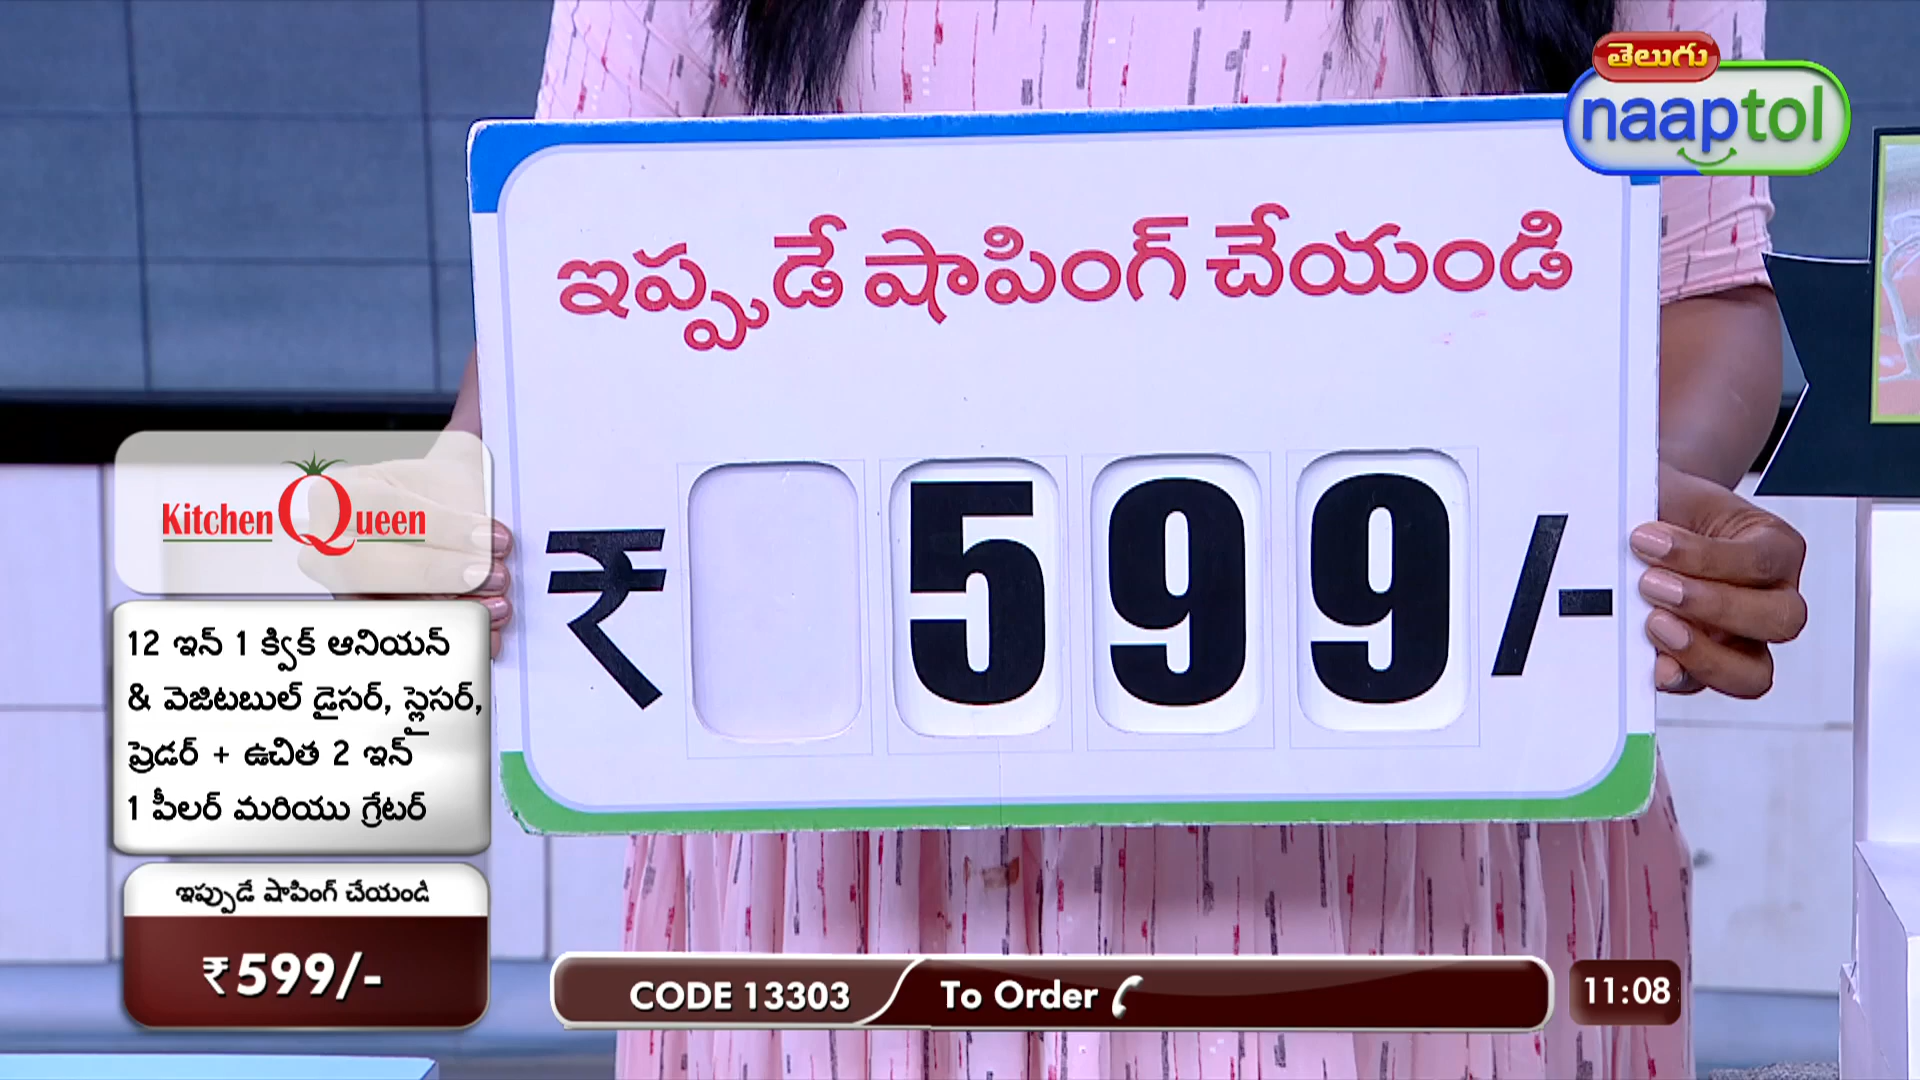 తెలుగు
naaptol
ఇప్పుడే షాపింగ్ చేయండి
₹ 599/-
Kitchen Queen
12 ఇన్ 1 క్విక్ ఆనియన్
& వెజిటబుల్ డైసర్, స్లైసర్,
ష్రెడర్ + ఉచిత 2 ఇన్
1 పీలర్ మరియు గ్రేటర్
ఇప్పుడే షాపింగ్ చేయండి
₹599/-
CODE 13303 To Order
11:08